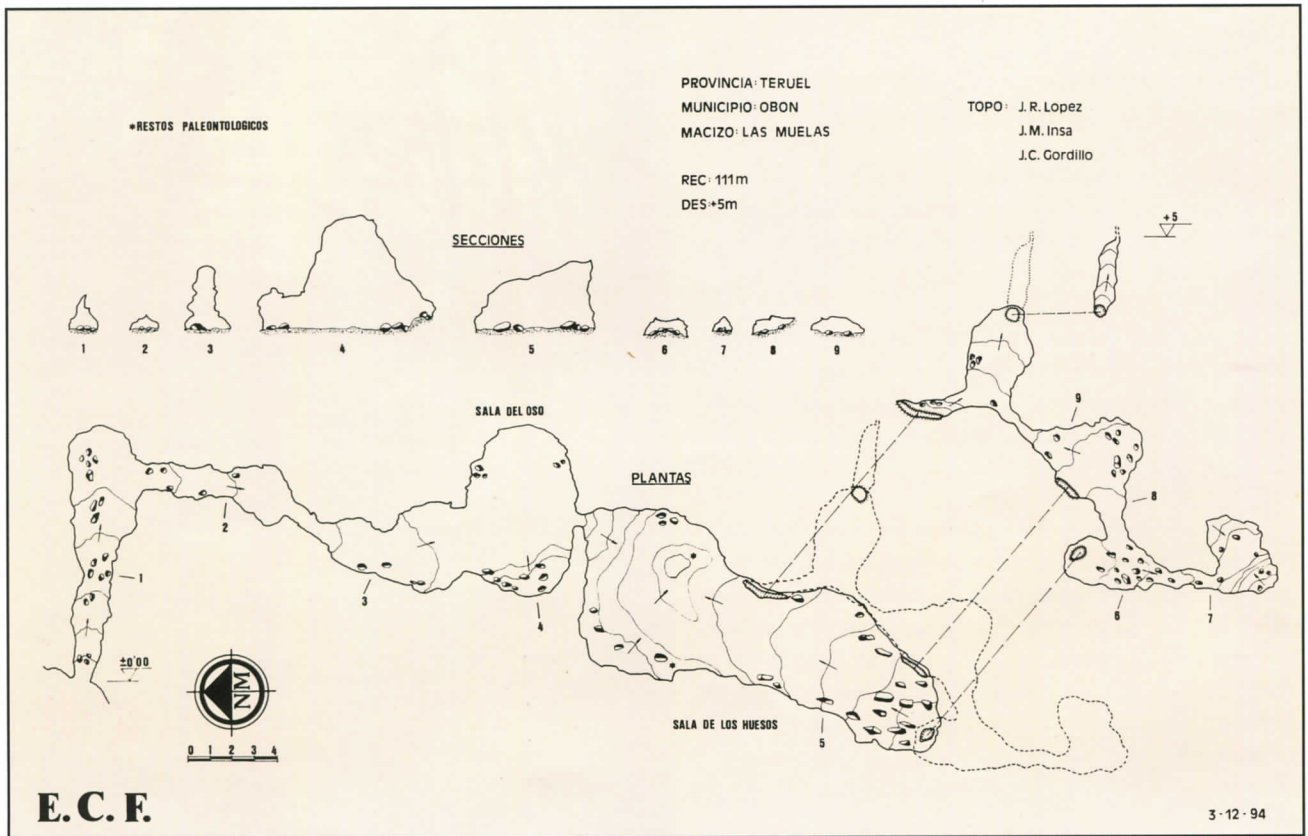 PROVINCIA: TERUEL
MUNICIPIO: OBON
MACIZO: LAS MUELAS
REC: 111m
DES:+5m
TOPO: J.R. Lopez
J.M. Insa
J.C. Gordillo
*RESTOS PALEONTOLOGICOS
+5
SECCIONES
1 2 3 4 5 6 7 8 9
SALA DEL OSO
PLANTAS
9
8
2
1
3
4
6
7
±0'00
NM
SALA DE LOS HUESOS
5
0 1 2 3 4
E. C. F.
3-12-94